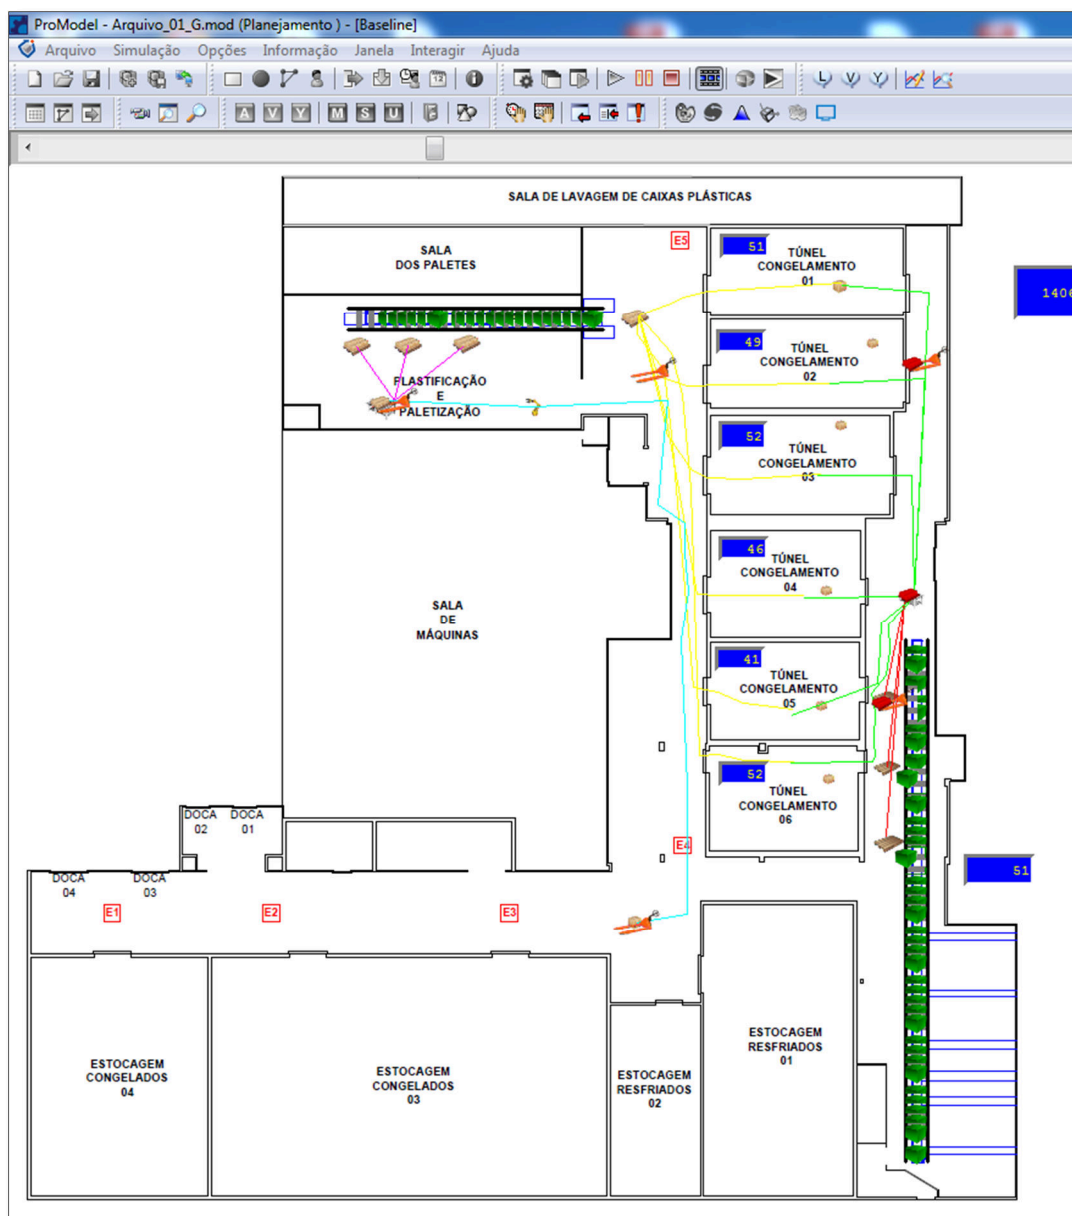 ProModel - Arquivo_01_G.mod (Planejamento ) - [Baseline]
Arquivo Simulação Opções Informação Janela Interagir Ajuda
L V Y
A V Y M S U
SALA DE LAVAGEM DE CAIXAS PLÁSTICAS
SALA
DOS PALETES
E5
51
TÚNEL
CONGELAMENTO
01
1406
49
TÚNEL
CONGELAMENTO
02
PLASTIFICAÇÃO
E
PALETIZAÇÃO
52
TÚNEL
CONGELAMENTO
03
46
TÚNEL
CONGELAMENTO
04
SALA
DE
MÁQUINAS
41
TÚNEL
CONGELAMENTO
05
52
TÚNEL
CONGELAMENTO
06
DOCA
02
DOCA
01
E4
51
DOCA
04
DOCA
03
E1
E2
E3
ESTOCAGEM
CONGELADOS
04
ESTOCAGEM
CONGELADOS
03
ESTOCAGEM
RESFRIADOS
02
ESTOCAGEM
RESFRIADOS
01